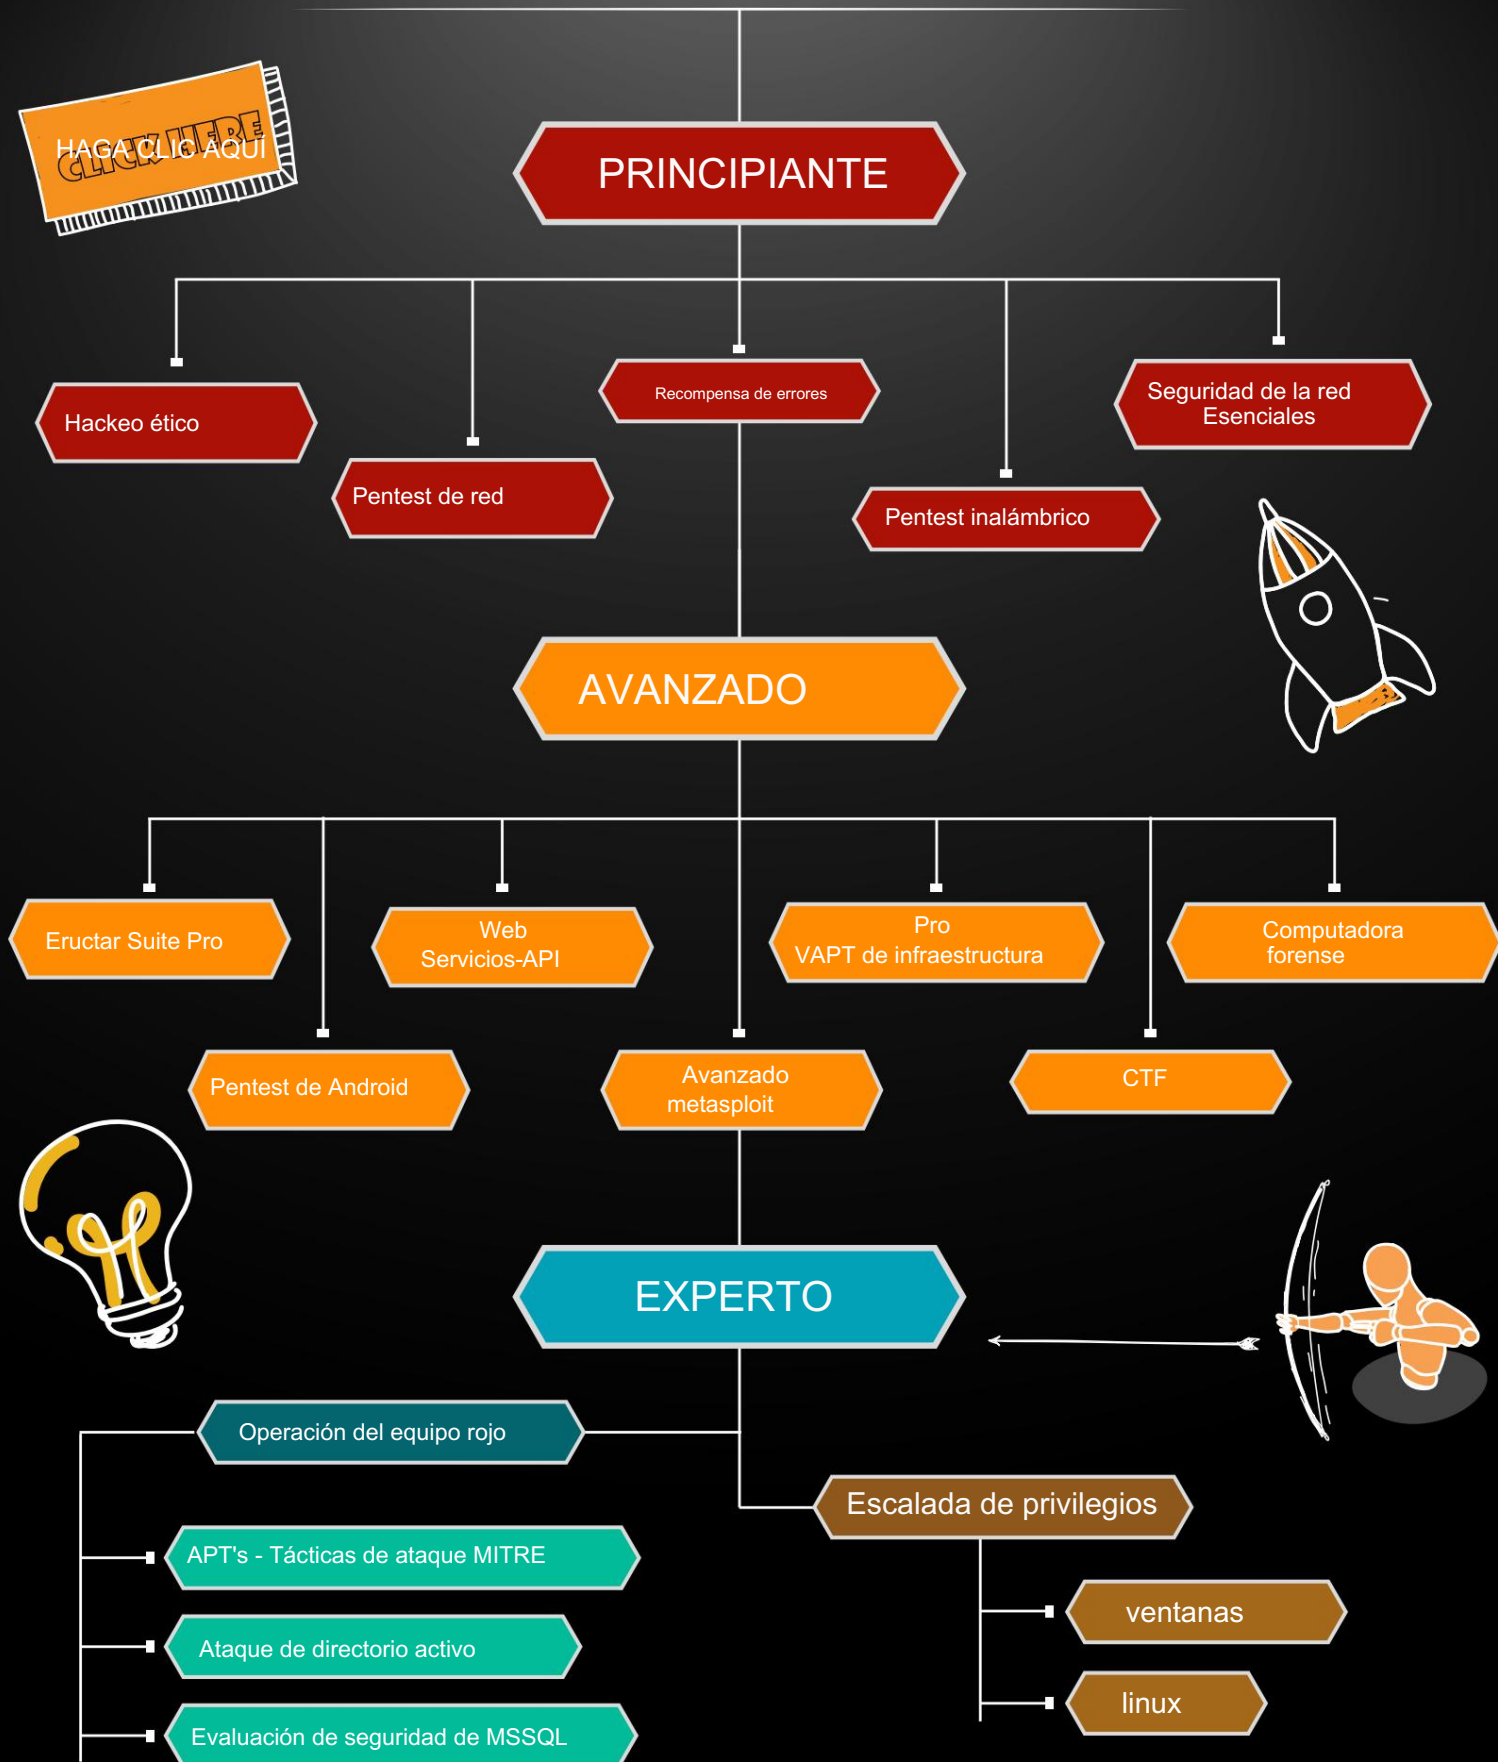 CLICK HERE
HAGA CLIC AQUÍ
PRINCIPIANTE
Hackeo ético
Pentest de red
Recompensa de errores
Pentest inalámbrico
Seguridad de la red
Esenciales
AVANZADO
Eructar Suite Pro
Pentest de Android
Web
Servicios-API
Avanzado
metasploit
Pro
VAPT de infraestructura
CTF
Computadora
forense
EXPERTO
Operación del equipo rojo
APT's - Tácticas de ataque MITRE
Ataque de directorio activo
Evaluación de seguridad de MSSQL
Escalada de privilegios
ventanas
linux